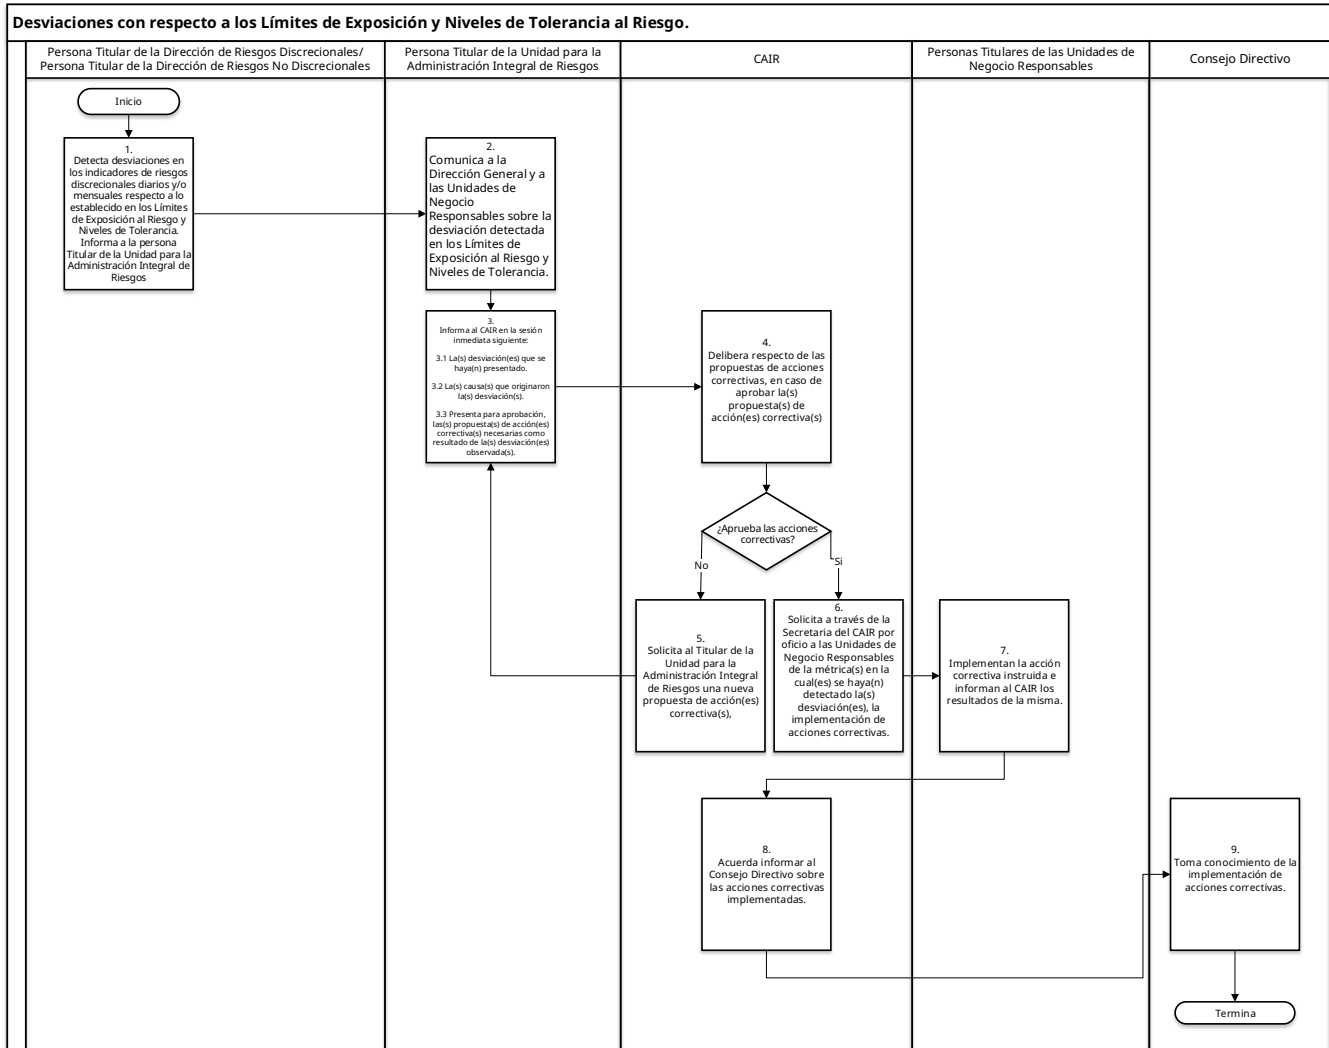 Desviaciones con respecto a los Límites de Exposición y Niveles de Tolerancia al Riesgo.
Persona Titular de la Dirección de Riesgos Discrecionales/
Persona Titular de la Dirección de Riesgos No Discrecionales
Persona Titular de la Unidad para la
Administración Integral de Riesgos
CAIR
Personas Titulares de las Unidades de
Negocio Responsables
Consejo Directivo
Inicio
1.
Detecta desviaciones en
los indicadores de riesgos
discrecionales diarios y/o
mensuales respecto a lo
establecido en los Límites
de Exposición al Riesgo y
Niveles de Tolerancia.
Informa a la persona
Titular de la Unidad para la
Administración Integral de
Riesgos
2.
Comunica a la
Dirección General y a
las Unidades de
Negocio
Responsables sobre la
desviación detectada
en los Límites de
Exposición al Riesgo y
Niveles de Tolerancia.
3.
Informa al CAIR en la sesión
inmediata siguiente:
3.1 La(s) desviación(es) que se
haya(n) presentado.
3.2 La(s) causa(s) que originaron
la(s) desviación(s).
3.3 Presenta para aprobación,
las(s) propuesta(s) de acción(es)
correctiva(s) necesarias como
resultado de la(s) desviación(es)
observada(s).
4.
Delibera respecto de las
propuestas de acciones
correctivas, en caso de
aprobar la(s)
propuesta(s) de
acción(es) correctiva(s)
¿Aprueba las acciones
correctivas?
No
Si
5.
Solicita al Titular de la
Unidad para la
Administración Integral
de Riesgos una nueva
propuesta de acción(es)
correctiva(s),
6.
Solicita a través de la
Secretaria del CAIR por
oficio a las Unidades de
Negocio Responsables
de la métrica(s) en la
cual(es) se haya(n)
detectado la(s)
desviación(es), la
implementación de
acciones correctivas.
7.
Implementan la acción
correctiva instruida e
informan al CAIR los
resultados de la misma.
8.
Acuerda informar al
Consejo Directivo sobre
las acciones correctivas
implementadas.
9.
Toma conocimiento de la
implementación de
acciones correctivas.
Termina